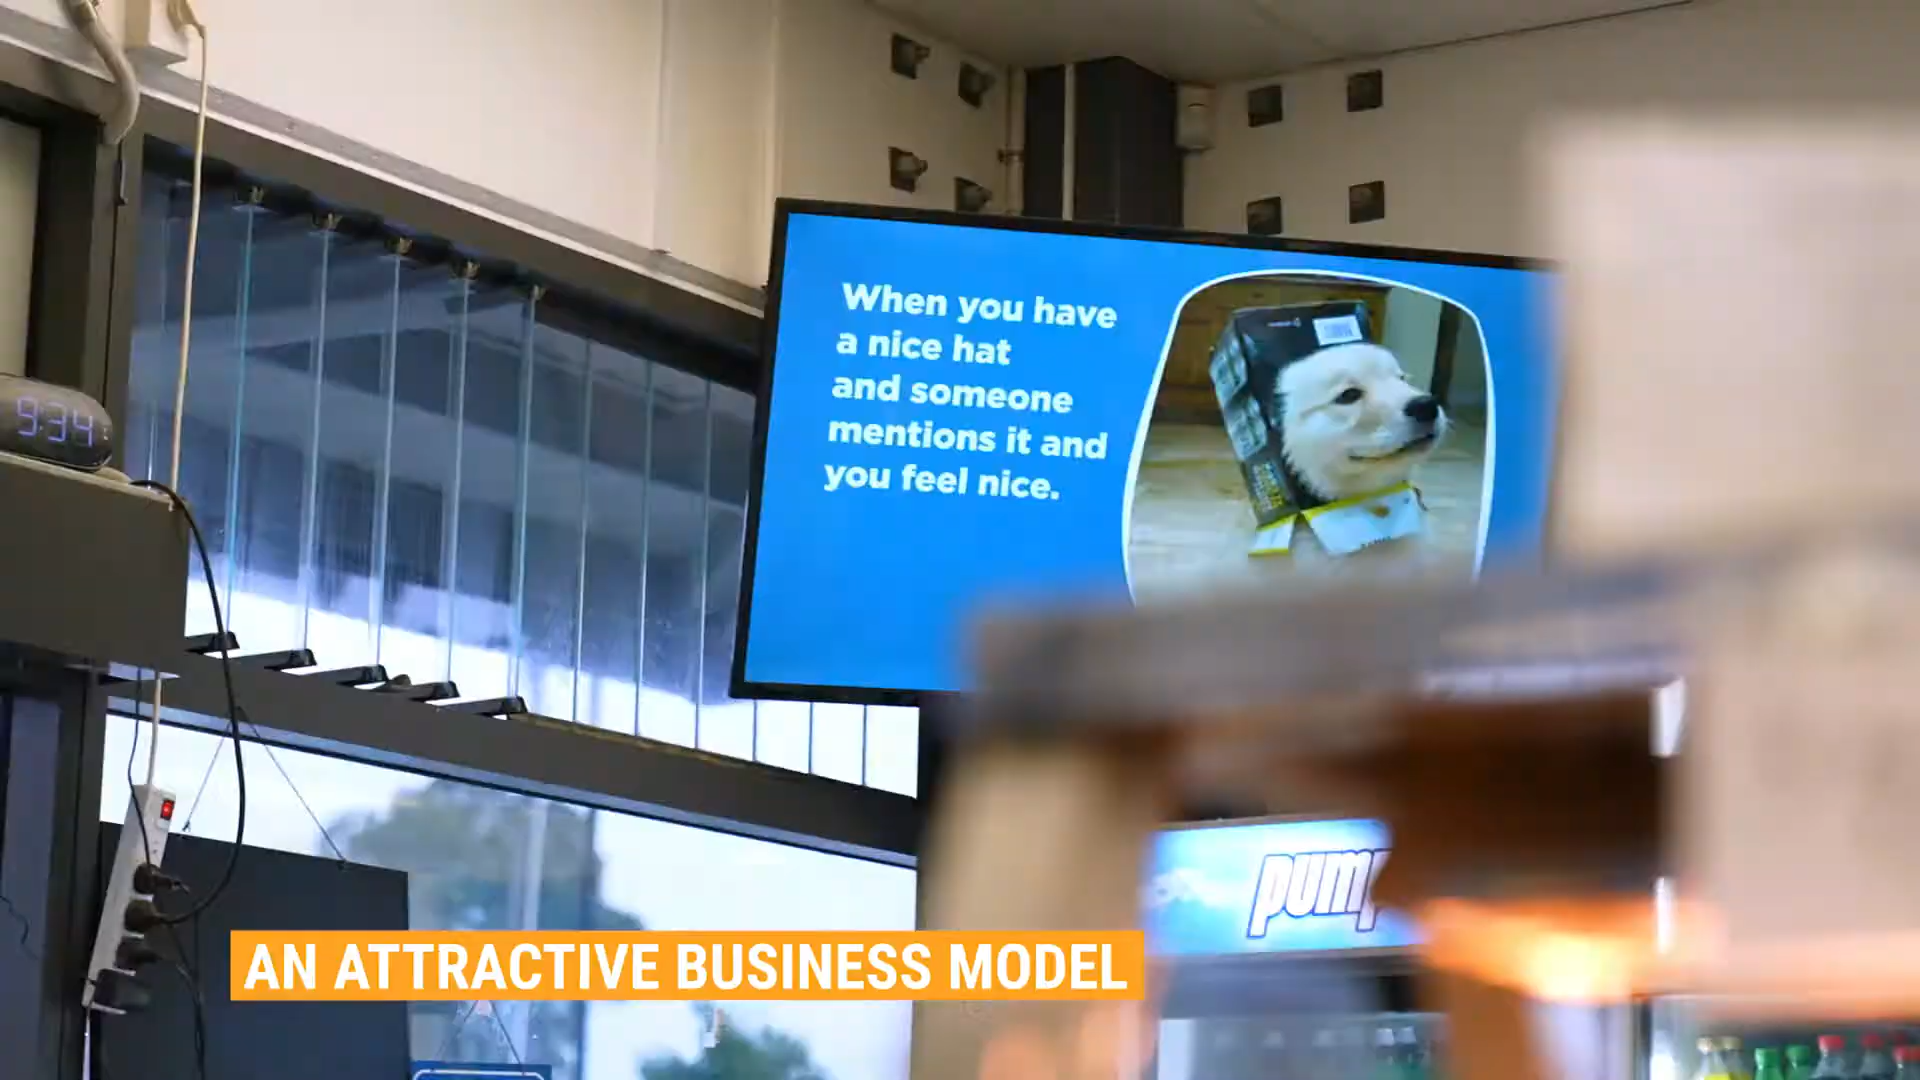 When you have
a nice hat
and someone
mentions it and
you feel nice.
9:34
pump
AN ATTRACTIVE BUSINESS MODEL